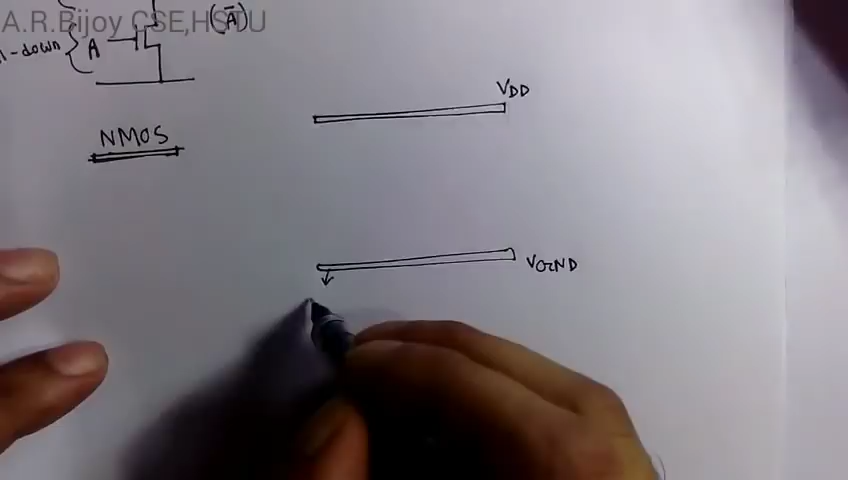 A.R.Bijoy CSE,HSTU
(Ā)
-down { A
NMOS
VDD
VGND